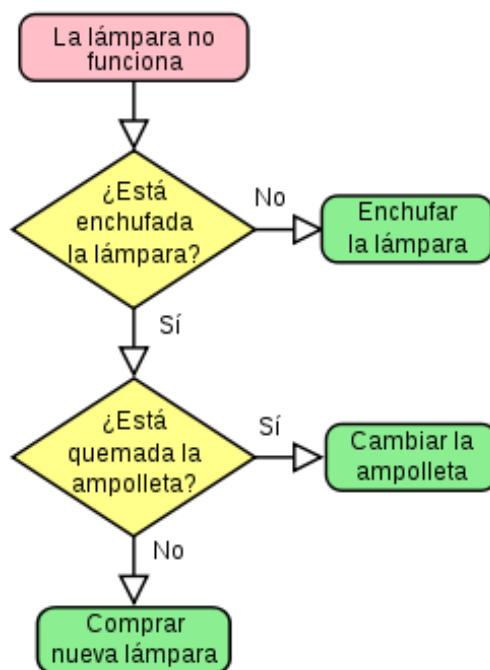 La lámpara no
funciona
¿Está
enchufada
la lámpara?
No
Enchufar
la lámpara
Sí
¿Está
quemada la
ampolleta?
Sí
Cambiar la
ampolleta
No
Comprar
nueva lámpara